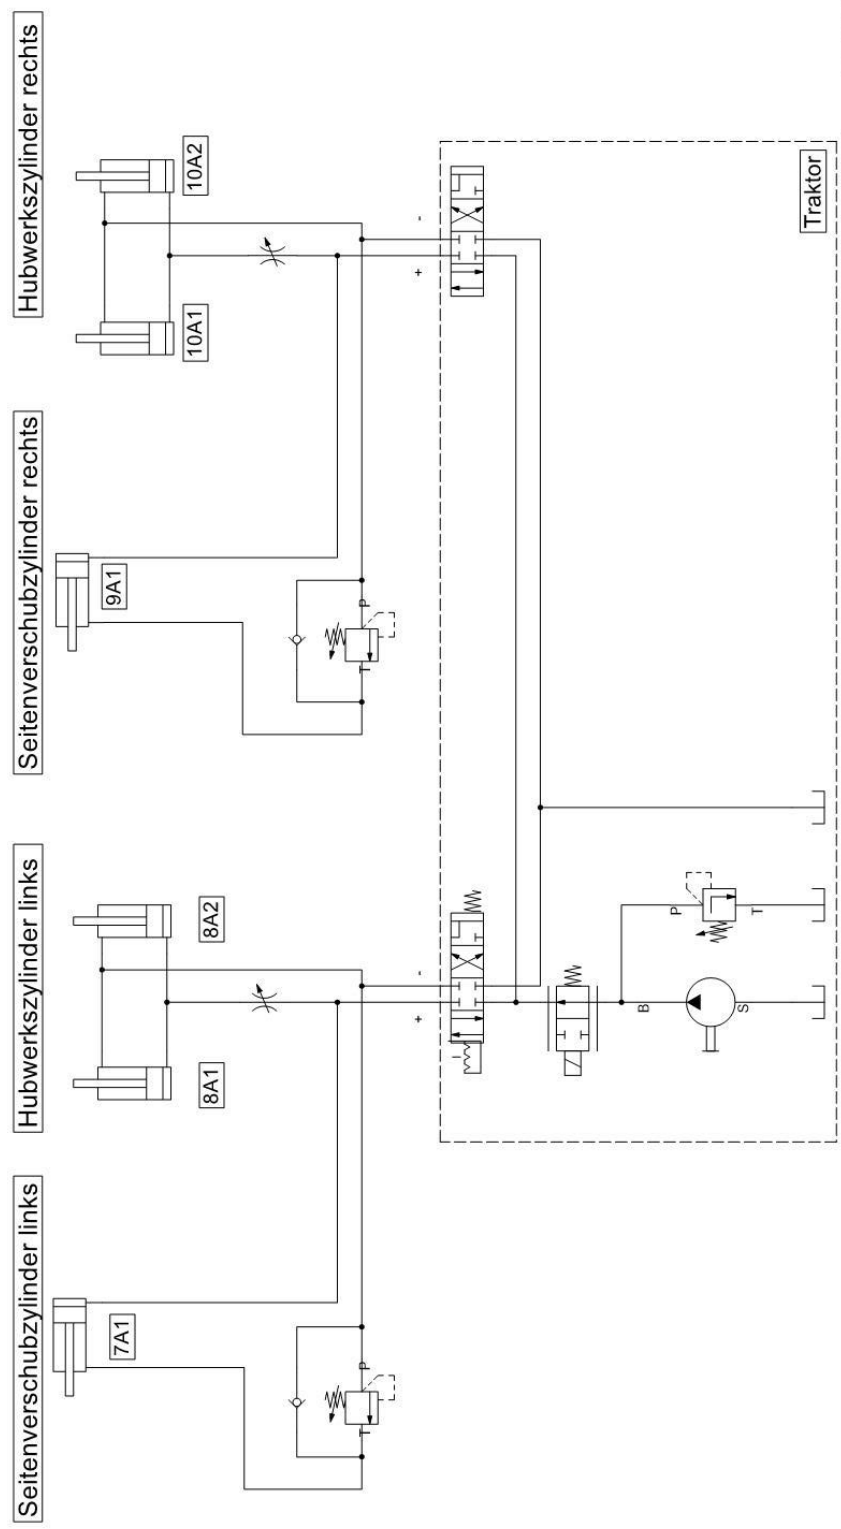 Seitenverschubzylinder links
Hubwerkszylinder links
Seitenverschubzylinder rechts
Hubwerkszylinder rechts
7A1
8A1
8A2
9A1
10A1
10A2
T P
T P
+ -
+ -
B
P
S
T
Traktor